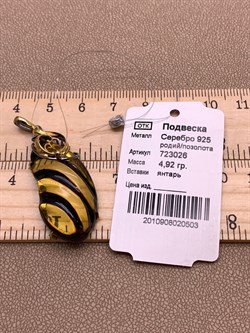 ОТК
Подвеска
Металл Серебро 925
родий/позолота
Артикул 723026
Масса 4,92 гр.
Вставки янтарь
Цена изд.
2010908020503